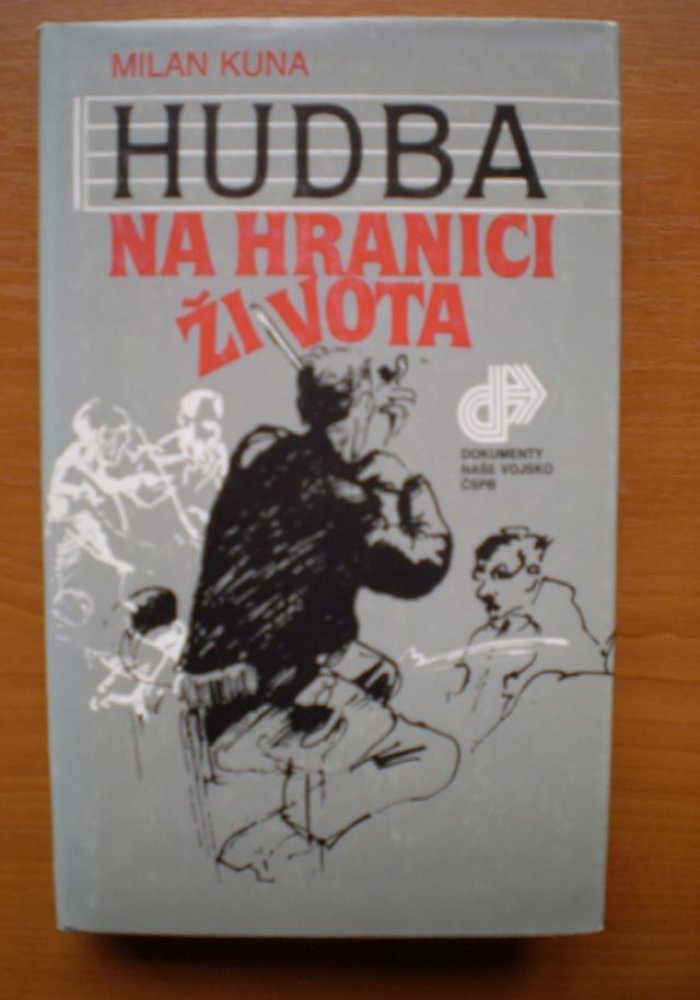 MILAN KUNA
HUDBA
NA HRANICI
ŽIVOTA
DOKUMENTY
NAŠE VOJSKO
ČSPB